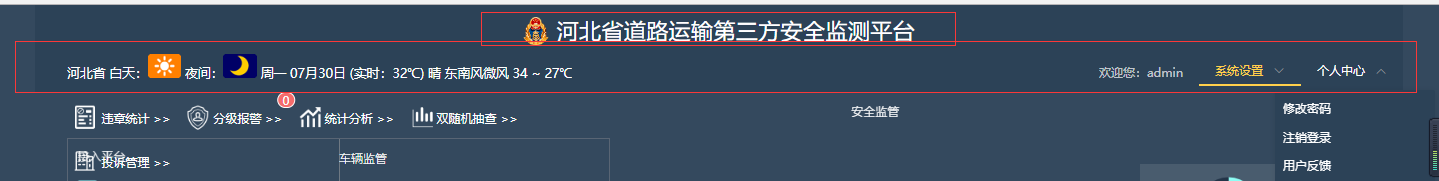 河北省道路运输第三方安全监测平台
河北省 白天： 夜间： 周一 07月30日 (实时：32℃) 晴 东南风微风 34 ~ 27℃
欢迎您：admin 系统设置 个人中心
0
违章统计 >> 分级报警 >> 统计分析 >> 双随机抽查 >>
安全监管
修改密码
注销登录
用户反馈
投诉管理 >>
入平台
车辆监管